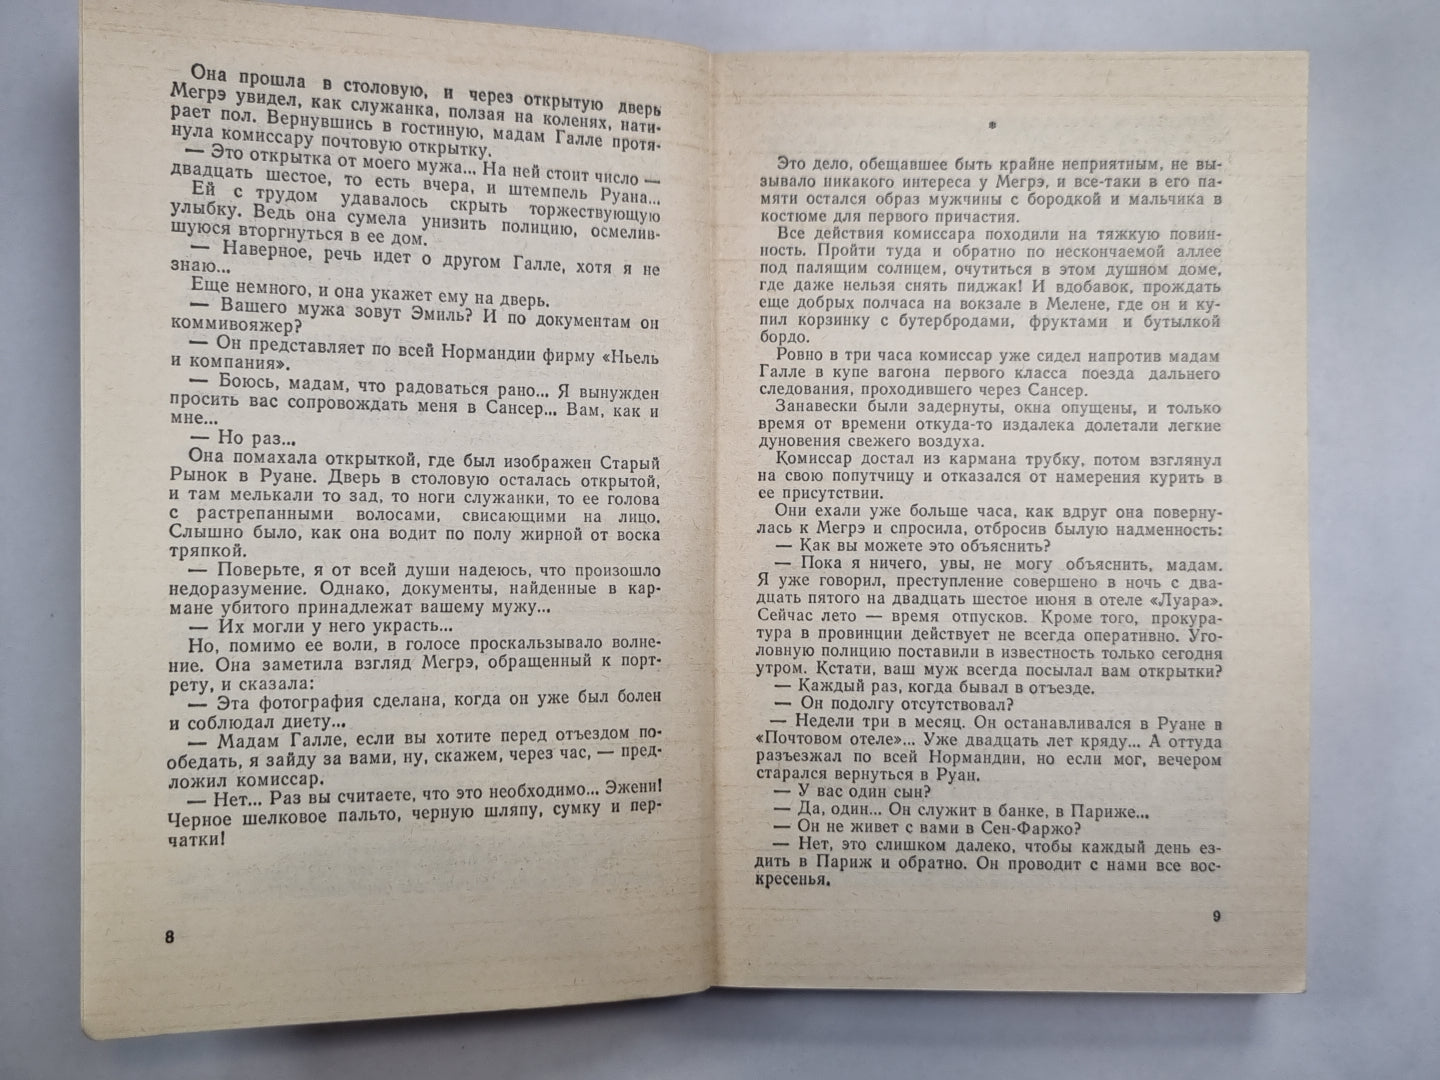 Она прошла в столовую, и через открытую дверь
Мегрэ увидел, как служанка, ползая на коленях, нати-
рает пол. Вернувшись в гостиную, мадам Галле протя-
нула комиссару почтовую открытку.
— Это открытка от моего мужа... На ней стоит число —
двадцать шестое, то есть вчера, и штемпель Руана...
Ей с трудом удавалось скрыть торжествующую
улыбку. Ведь она сумела унизить полицию, осмелив-
шуюся вторгнуться в ее дом.
— Наверное, речь идет о другом Галле, хотя я не
знаю...
Еще немного, и она укажет ему на дверь.
— Вашего мужа зовут Эмиль? И по документам он
коммивояжер?
— Он представляет по всей Нормандии фирму «Ньель
и компания».
— Боюсь, мадам, что радоваться рано... Я вынужден
просить вас сопровождать меня в Сансер... Вам, как и
мне...
— Но раз...
Она помахала открыткой, где был изображен Старый
Рынок в Руане. Дверь в столовую осталась открытой,
и там мелькали то зад, то ноги служанки, то ее голова
с растрепанными волосами, свисающими на лицо.
Слышно было, как она водит по полу жирной от воска
тряпкой.
— Поверьте, я от всей души надеюсь, что произошло
недоразумение. Однако, документы, найденные в кар-
мане убитого принадлежат вашему мужу...
— Их могли у него украсть...
Но, помимо ее воли, в голосе проскальзывало волне-
ние. Она заметила взгляд Мегрэ, обращенный к порт-
рету, и сказала:
— Эта фотография сделана, когда он уже был болен
и соблюдал диету...
— Мадам Галле, если вы хотите перед отъездом по-
обедать, я зайду за вами, ну, скажем, через час, — пред-
ложил комиссар.
— Нет... Раз вы считаете, что это необходимо... Эжени!
Черное шелковое пальто, черную шляпу, сумку и пер-
чатки!
8
*
Это дело, обещавшее быть крайне неприятным, не вы-
зывало никакого интереса у Мегрэ, и все-таки в его па-
мяти остался образ мужчины с бородкой и мальчика в
костюме для первого причастия.
Все действия комиссара походили на тяжкую повин-
ность. Пройти туда и обратно по нескончаемой аллее
под палящим солнцем, очутиться в этом душном доме,
где даже нельзя снять пиджак! И вдобавок, прождать
еще добрых полчаса на вокзале в Мелене, где он и ку-
пил корзинку с бутербродами, фруктами и бутылкой
бордо.
Ровно в три часа комиссар уже сидел напротив мадам
Галле в купе вагона первого класса поезда дальнего
следования, проходившего через Сансер.
Занавески были задернуты, окна опущены, и только
время от времени откуда-то издалека долетали легкие
дуновения свежего воздуха.
Комиссар достал из кармана трубку, потом взглянул
на свою попутчицу и отказался от намерения курить в
ее присутствии.
Они ехали уже больше часа, как вдруг она поверну-
лась к Мегрэ и спросила, отбросив былую надменность:
— Как вы можете это объяснить?
— Пока я ничего, увы, не могу объяснить, мадам.
Я уже говорил, преступление совершено в ночь с два-
дцать пятого на двадцать шестое июня в отеле «Луара».
Сейчас лето — время отпусков. Кроме того, прокура-
тура в провинции действует не всегда оперативно. Уго-
ловную полицию поставили в известность только сегодня
утром. Кстати, ваш муж всегда посылал вам открытки?
— Каждый раз, когда бывал в отъезде.
— Он подолгу отсутствовал?
— Недели три в месяц. Он останавливался в Руане в
«Почтовом отеле»... Уже двадцать лет кряду... А оттуда
разъезжал по всей Нормандии, но если мог, вечером
старался вернуться в Руан.
— У вас один сын?
— Да, один... Он служит в банке, в Париже...
— Он не живет с вами в Сен-Фаржо?
— Нет, это слишком далеко, чтобы каждый день ез-
дить в Париж и обратно. Он проводит с нами все вос-
кресенья.
9